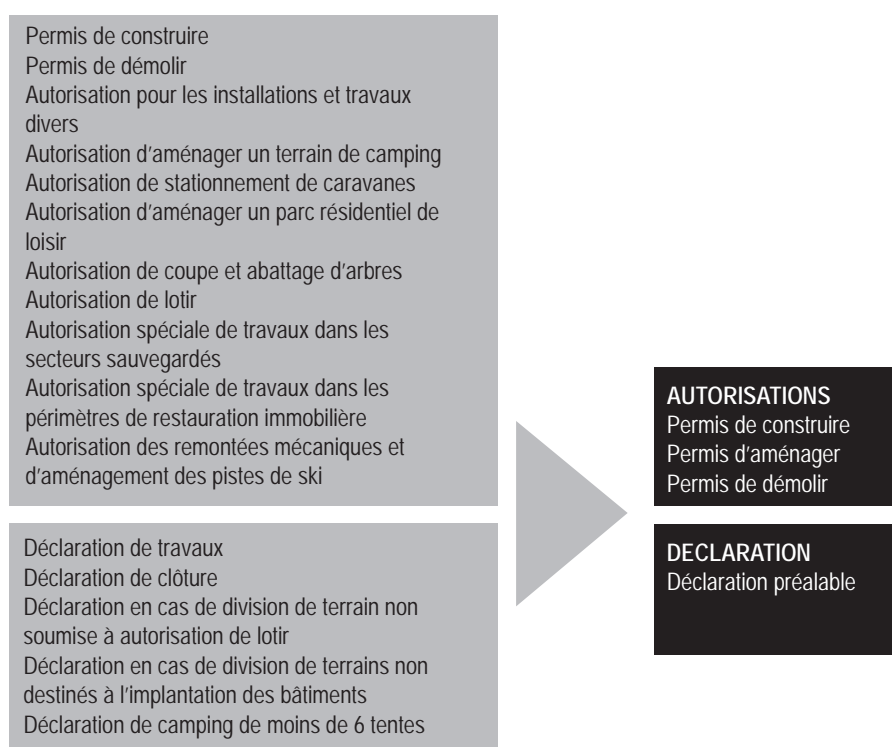 Permis de construire
Permis de démolir
Autorisation pour les installations et travaux
divers
Autorisation d'aménager un terrain de camping
Autorisation de stationnement de caravanes
Autorisation d'aménager un parc résidentiel de
loisir
Autorisation de coupe et abattage d'arbres
Autorisation de lotir
Autorisation spéciale de travaux dans les
secteurs sauvegardés
Autorisation spéciale de travaux dans les
périmètres de restauration immobilière
Autorisation des remontées mécaniques et
d'aménagement des pistes de ski
Déclaration de travaux
Déclaration de clôture
Déclaration en cas de division de terrain non
soumise à autorisation de lotir
Déclaration en cas de division de terrains non
destinés à l'implantation des bâtiments
Déclaration de camping de moins de 6 tentes
AUTORISATIONS
Permis de construire
Permis d'aménager
Permis de démolir
DECLARATION
Déclaration préalable